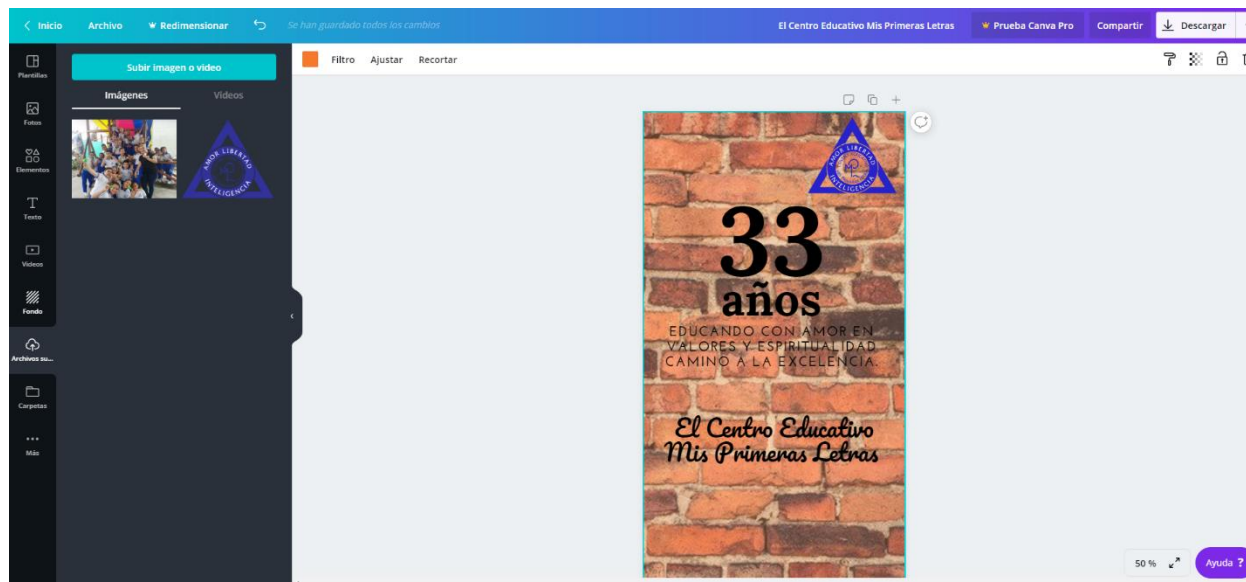 Inicio Archivo Redimensionar Se han guardado todos los cambios El Centro Educativo Mis Primeras Letras Prueba Canva Pro Compartir Descargar
Plantillas
Fotos
Elementos
Texto
Videos
Fondo
Archivos su...
Carpetas
Más
Subir imagen o video
Imágenes Videos
AMOR LIBERTAD
INTELIGENCIA
Filtro Ajustar Recortar
AMOR LIBERTAD
INTELIGENCIA
33
años
EDUCANDO CON AMOR EN
VALORES Y ESPIRITUALIDAD
CAMINO A LA EXCELENCIA.
El Centro Educativo
Mis Primeras Letras
50 %
Ayuda ?